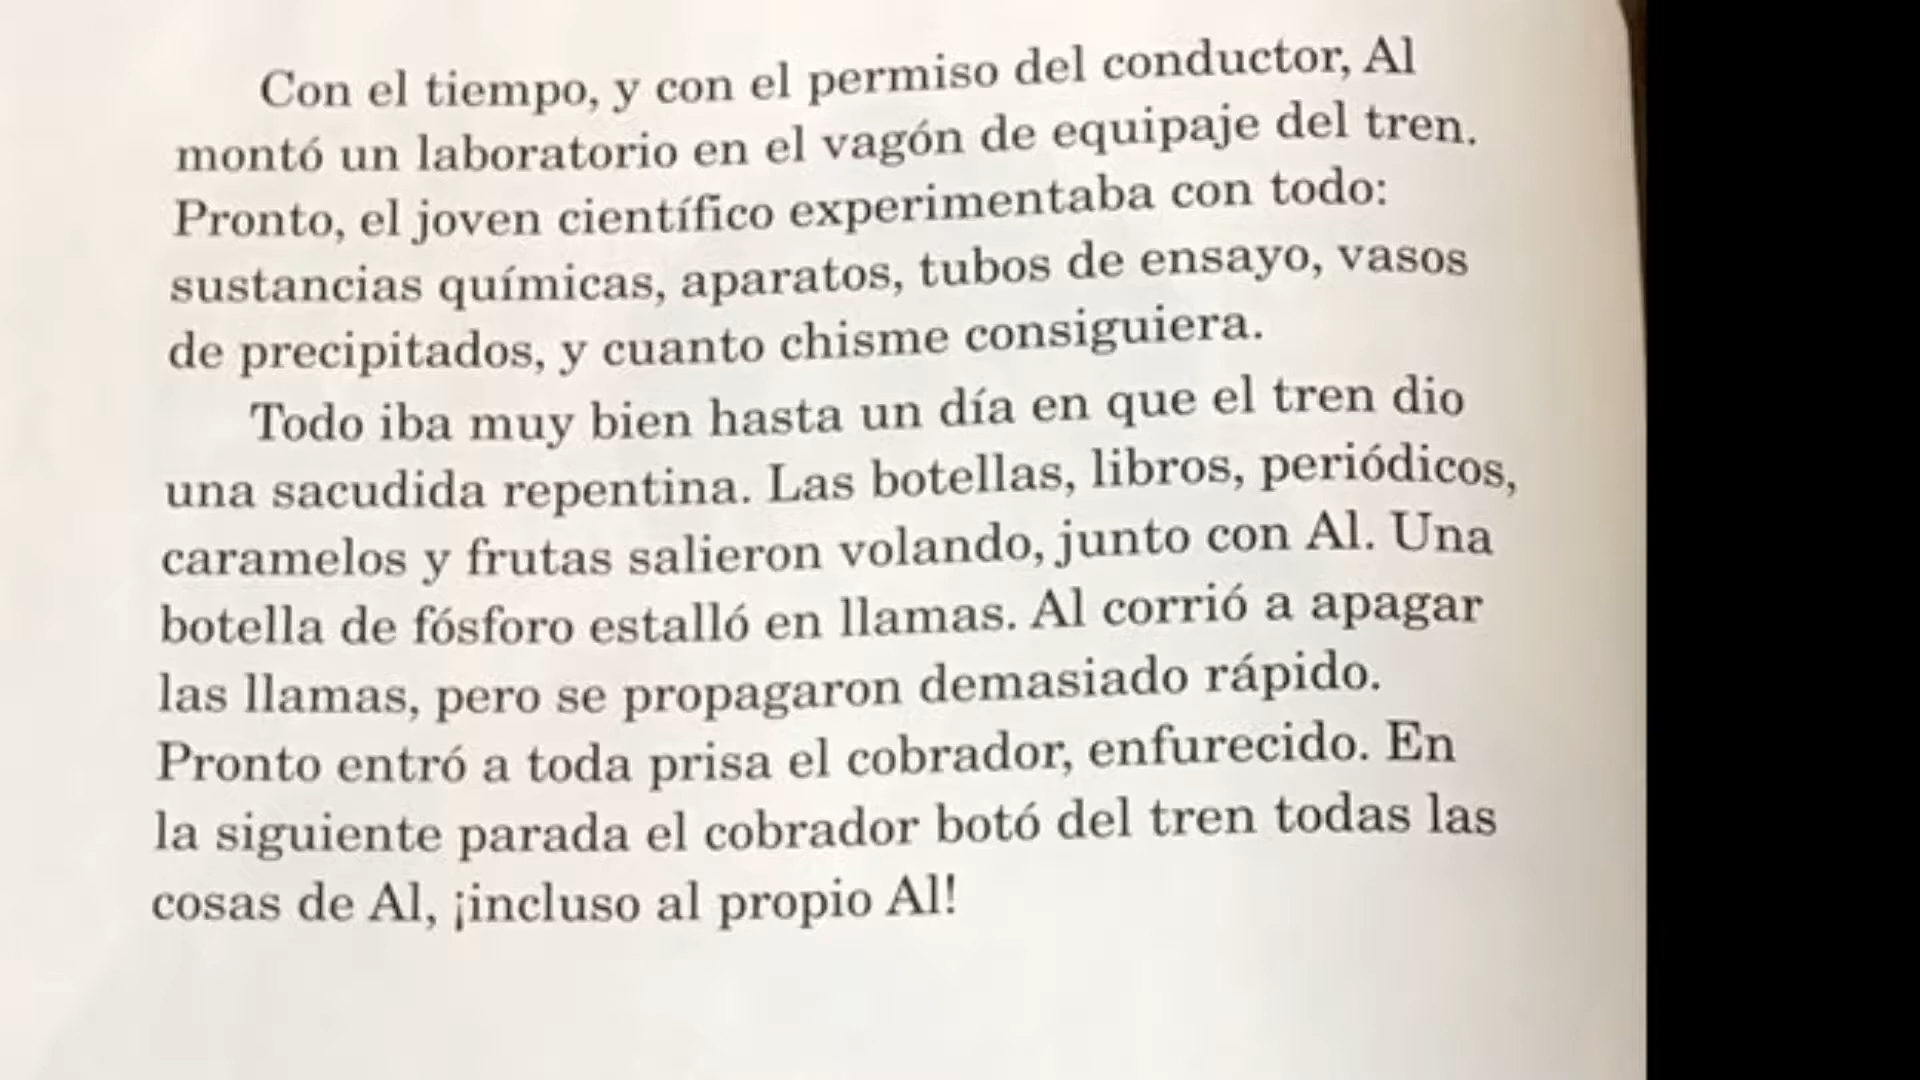 Con el tiempo, y con el permiso del conductor, Al
montó un laboratorio en el vagón de equipaje del tren.
Pronto, el joven científico experimentaba con todo:
sustancias químicas, aparatos, tubos de ensayo, vasos
de precipitados, y cuanto chisme consiguiera.
Todo iba muy bien hasta un día en que el tren dio
una sacudida repentina. Las botellas, libros, periódicos,
caramelos y frutas salieron volando, junto con Al. Una
botella de fósforo estalló en llamas. Al corrió a apagar
las llamas, pero se propagaron demasiado rápido.
Pronto entró a toda prisa el cobrador, enfurecido. En
la siguiente parada el cobrador botó del tren todas las
cosas de Al, ¡incluso al propio Al!